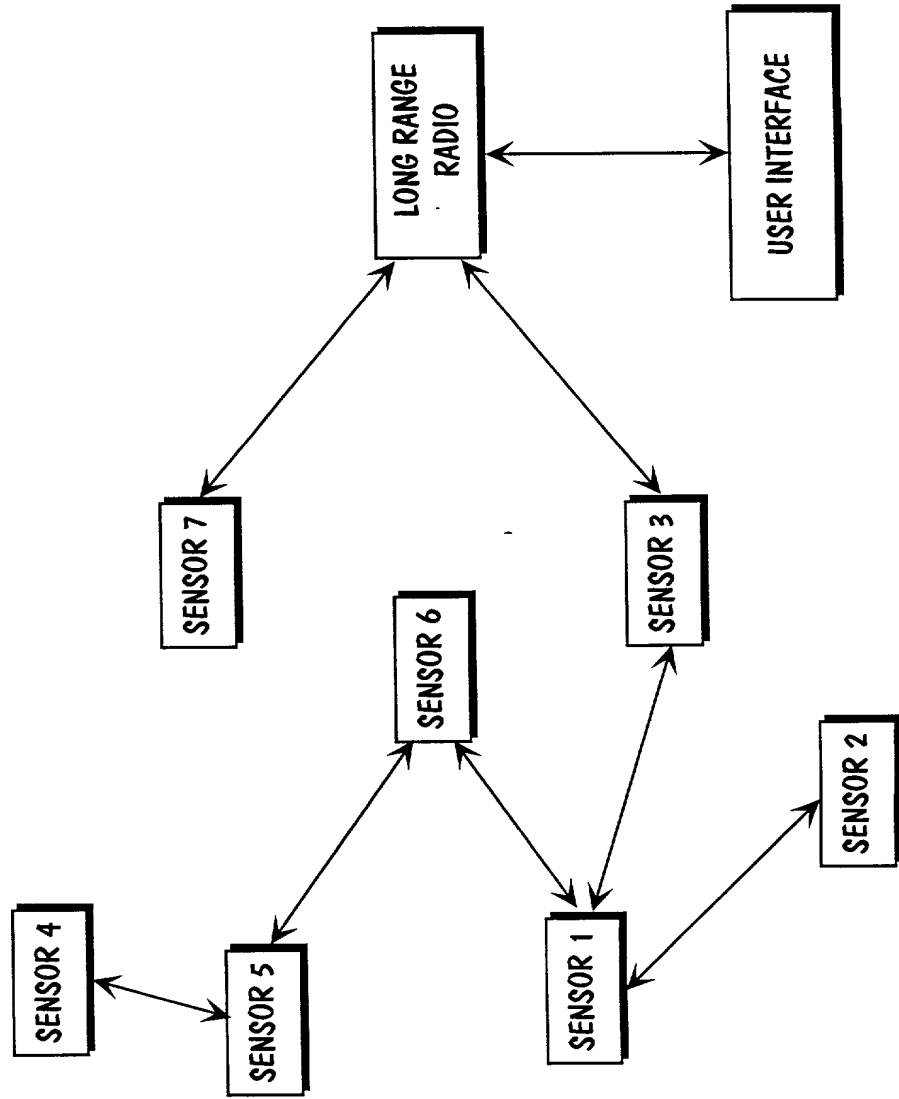 SENSOR 4
SENSOR 5
SENSOR 1
SENSOR 2
SENSOR 6
SENSOR 7
SENSOR 3
LONG RANGE
RADIO
USER INTERFACE